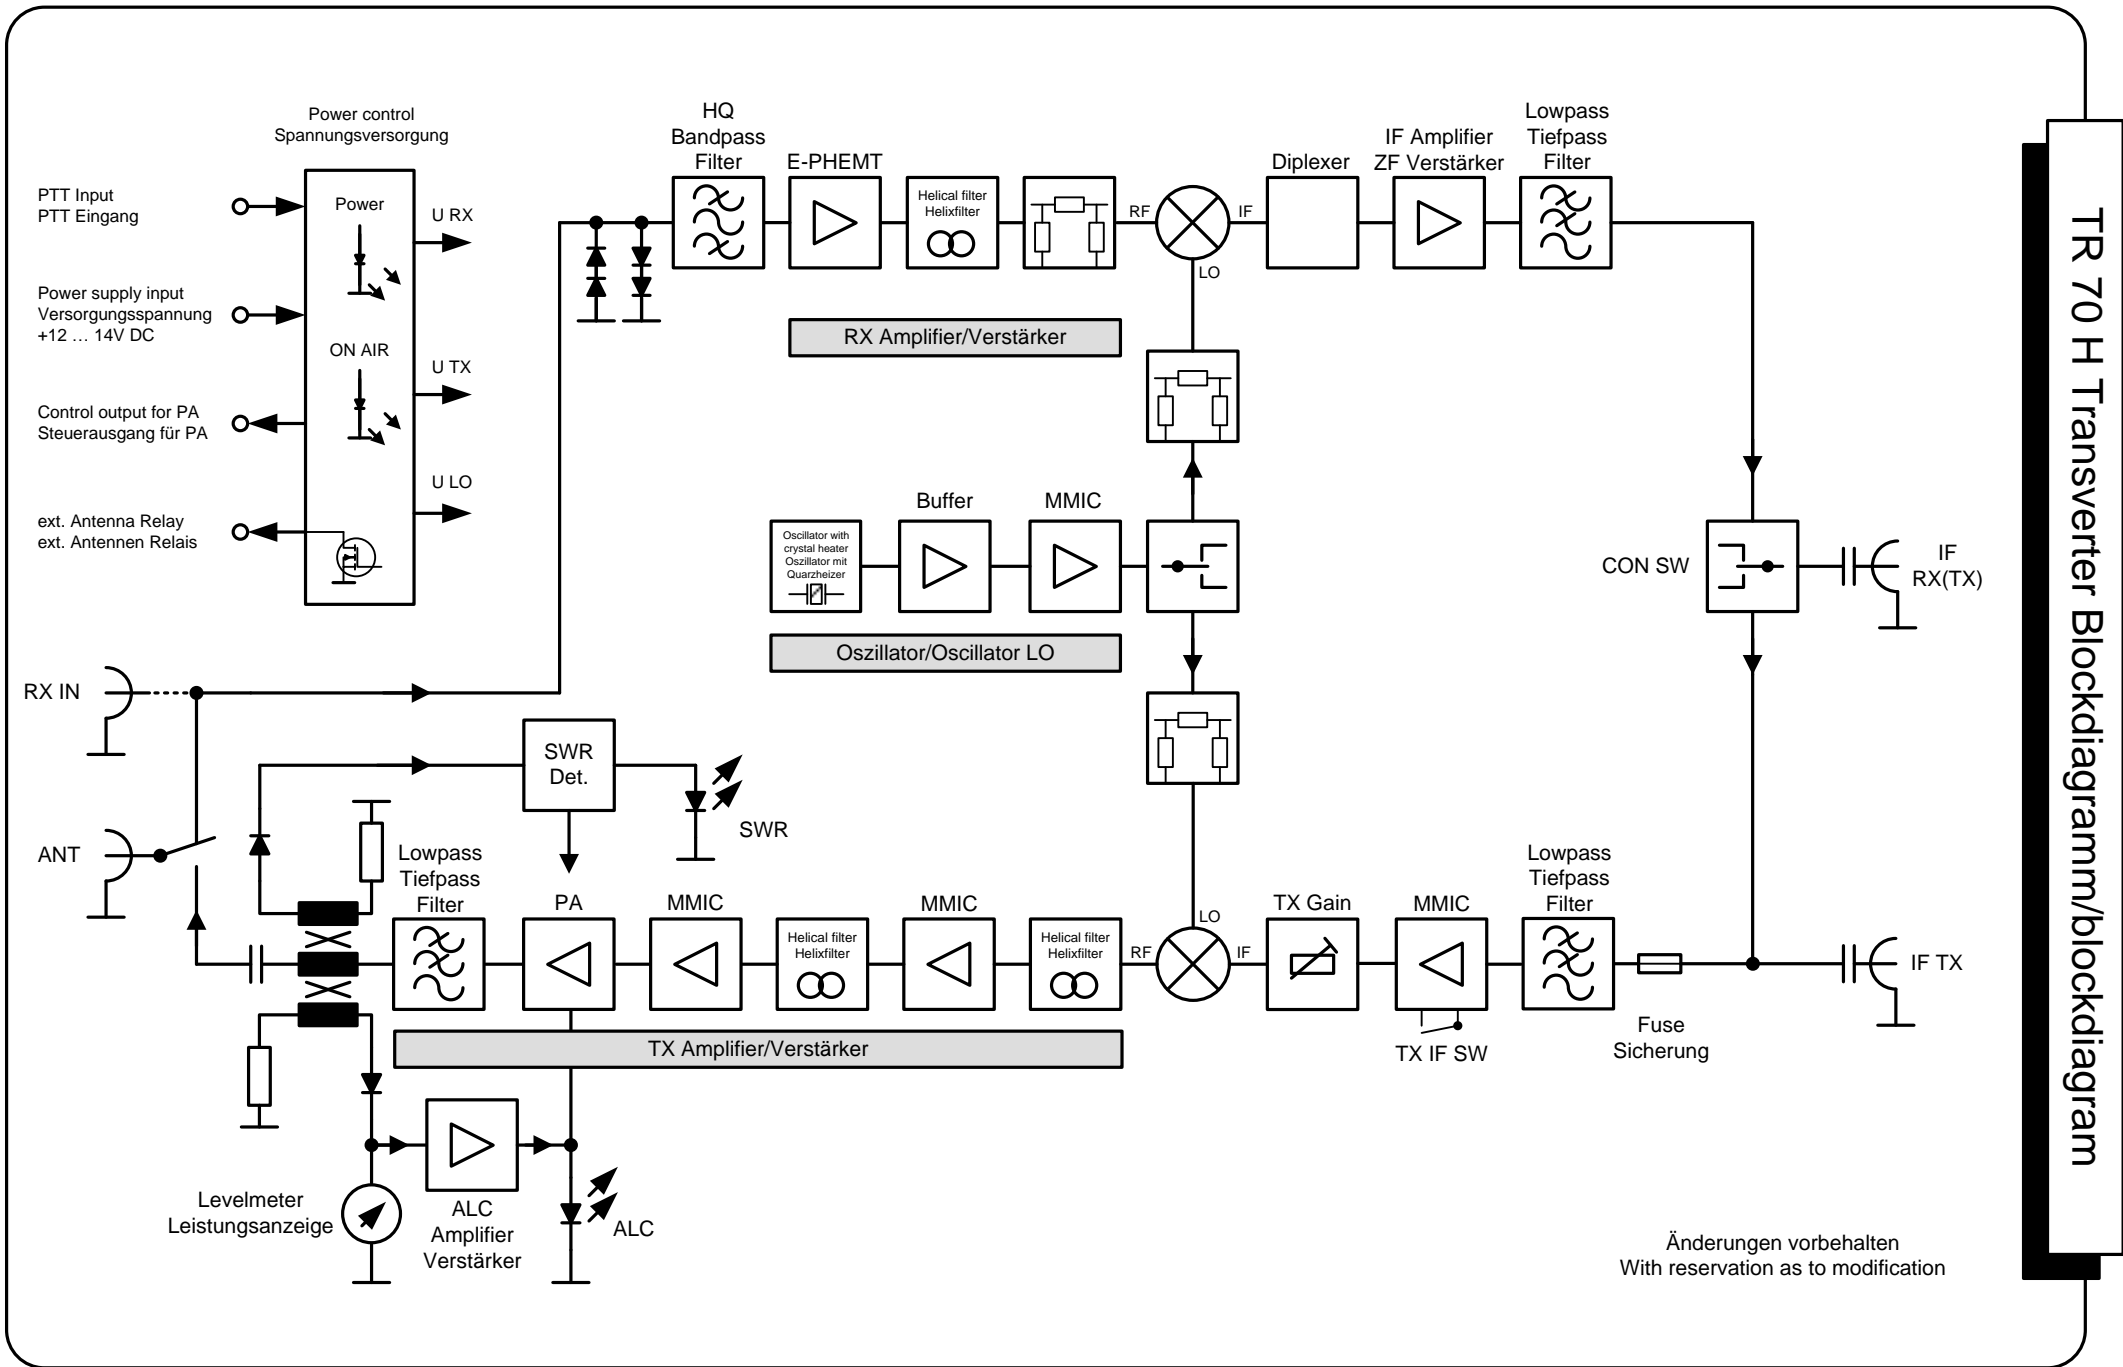 TR 70 H Transverter Blockdiagramm/blockdiagram
Power control
Spannungsversorgung
PTT Input
PTT Eingang
Power supply input
Versorgungsspannung
+12 … 14V DC
Control output for PA
Steuerausgang für PA
ext. Antenna Relay
ext. Antennen Relais
Power
ON AIR
U RX
U TX
U LO
HQ
Bandpass
Filter
E-PHEMT
Helical filter
Helixfilter
RF
IF
LO
Diplexer
IF Amplifier
ZF Verstärker
Lowpass
Tiefpass
Filter
RX Amplifier/Verstärker
Oscillator with
crystal heater
Oszillator mit
Quarzheizer
Buffer
MMIC
Oszillator/Oscillator LO
CON SW
IF
RX(TX)
RX IN
ANT
SWR
Det.
SWR
Lowpass
Tiefpass
Filter
PA
MMIC
Helical filter
Helixfilter
MMIC
Helical filter
Helixfilter
RF
LO
IF
TX Gain
MMIC
TX IF SW
Lowpass
Tiefpass
Filter
Fuse
Sicherung
IF TX
TX Amplifier/Verstärker
Levelmeter
Leistungsanzeige
ALC
Amplifier
Verstärker
ALC
Änderungen vorbehalten
With reservation as to modification